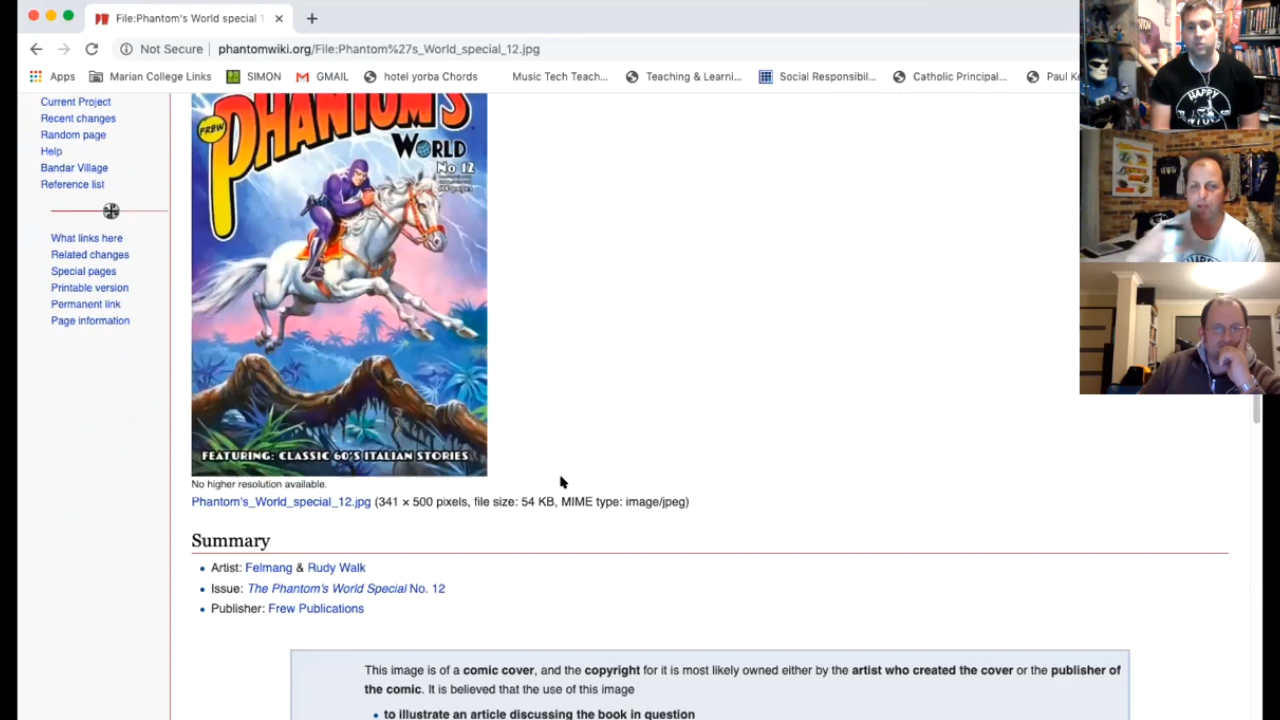 File:Phantom's World special 1
Not Secure phantomwiki.org/File:Phantom%27s_World_special_12.jpg
Apps Marian College Links SIMON GMAIL hotel yorba Chords Music Tech Teach... Teaching & Learni... Social Responsibil... Catholic Principal... Paul Ke
Current Project
Recent changes
Random page
Help
Bandar Village
Reference list
What links here
Related changes
Special pages
Printable version
Permanent link
Page information
FREW
PHANTOM'S
WORLD
No 12
FEATURING: CLASSIC 60'S ITALIAN STORIES
No higher resolution available.
Phantom's_World_special_12.jpg (341 × 500 pixels, file size: 54 KB, MIME type: image/jpeg)
Summary
• Artist: Felmang & Rudy Walk
• Issue: The Phantom's World Special No. 12
• Publisher: Frew Publications
This image is of a comic cover, and the copyright for it is most likely owned either by the artist who created the cover or the publisher of
the comic. It is believed that the use of this image
• to illustrate an article discussing the book in question
HAPPY